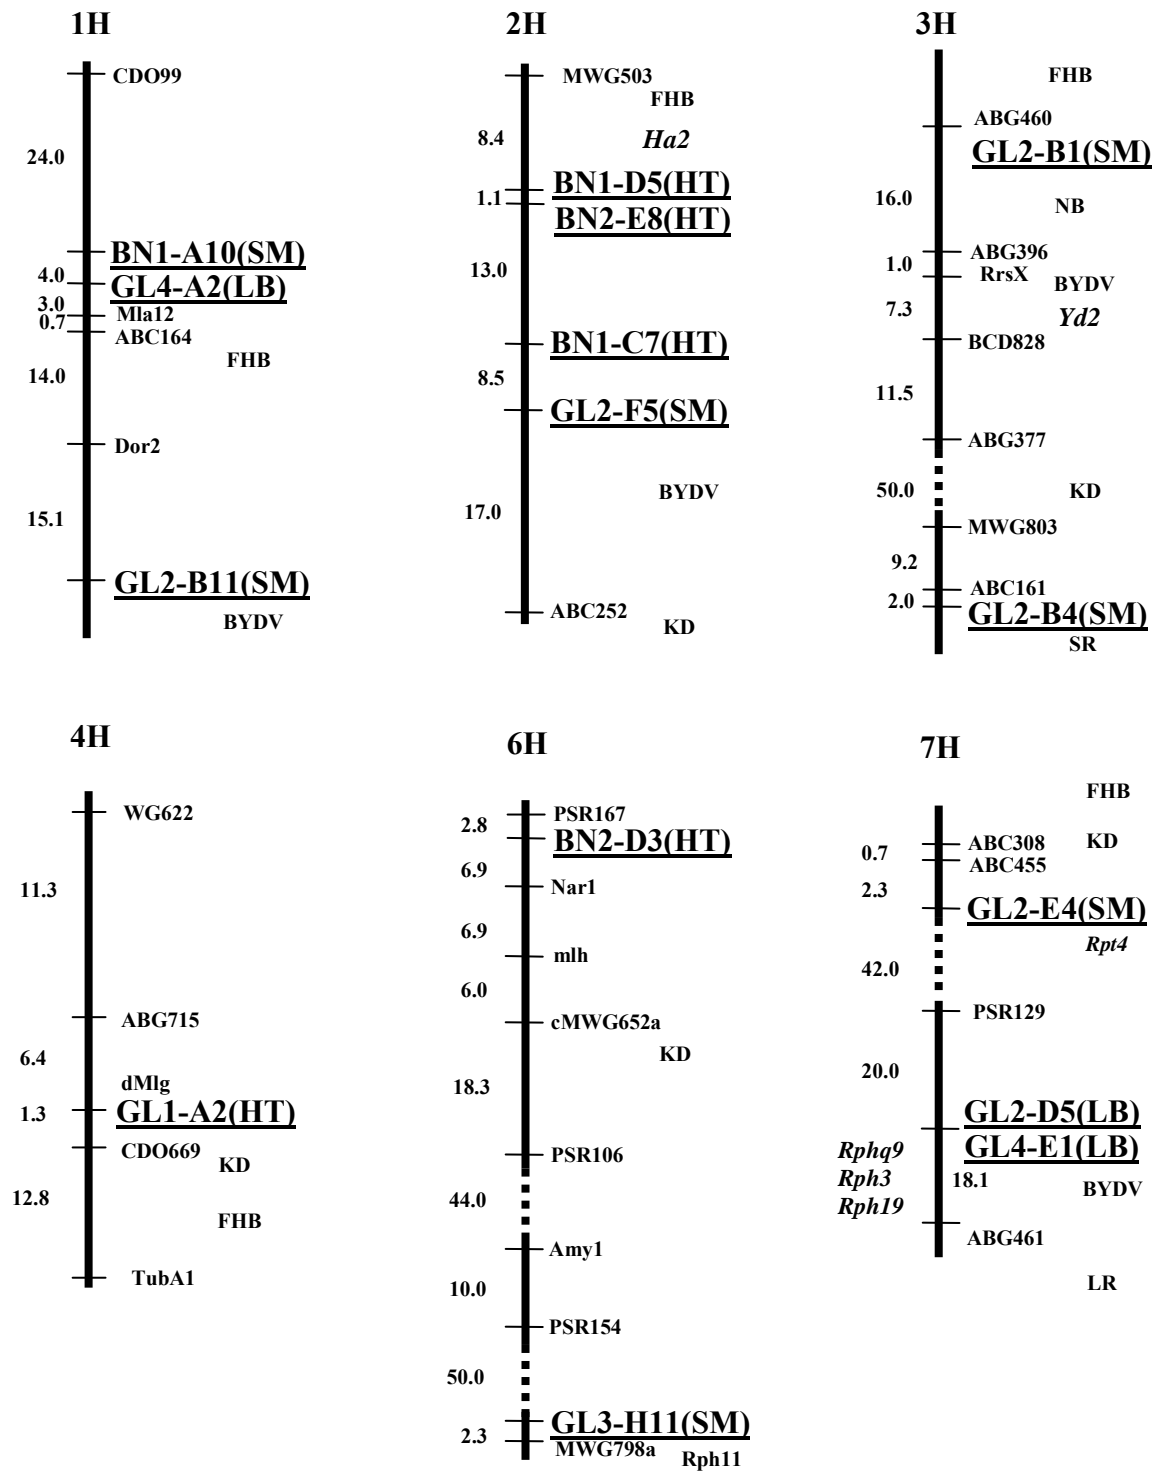 1H
CDO99
24.0
BN1-A10(SM)
4.0
GL4-A2(LB)
3.0
Mla12
0.7
ABC164
FHB
14.0
Dor2
15.1
GL2-B11(SM)
BYDV
2H
MWG503
FHB
8.4
Ha2
BN1-D5(HT)
1.1
BN2-E8(HT)
13.0
BN1-C7(HT)
8.5
GL2-F5(SM)
BYDV
17.0
ABC252
KD
3H
FHB
ABG460
GL2-B1(SM)
16.0
NB
ABG396
1.0
RrsX
BYDV
7.3
Yd2
BCD828
11.5
ABG377
50.0
KD
MWG803
9.2
ABC161
2.0
GL2-B4(SM)
SR
4H
WG622
11.3
ABG715
6.4
dMlg
1.3
GL1-A2(HT)
CDO669
KD
12.8
FHB
TubA1
6H
PSR167
2.8
BN2-D3(HT)
6.9
Nar1
6.9
mlh
6.0
cMWG652a
KD
18.3
PSR106
44.0
Amy1
10.0
PSR154
50.0
GL3-H11(SM)
2.3
MWG798a
Rph11
7H
FHB
ABC308
KD
0.7
ABC455
2.3
GL2-E4(SM)
Rpt4
42.0
PSR129
20.0
GL2-D5(LB)
GL4-E1(LB)
Rphq9
Rph3
18.1
BYDV
Rph19
ABG461
LR